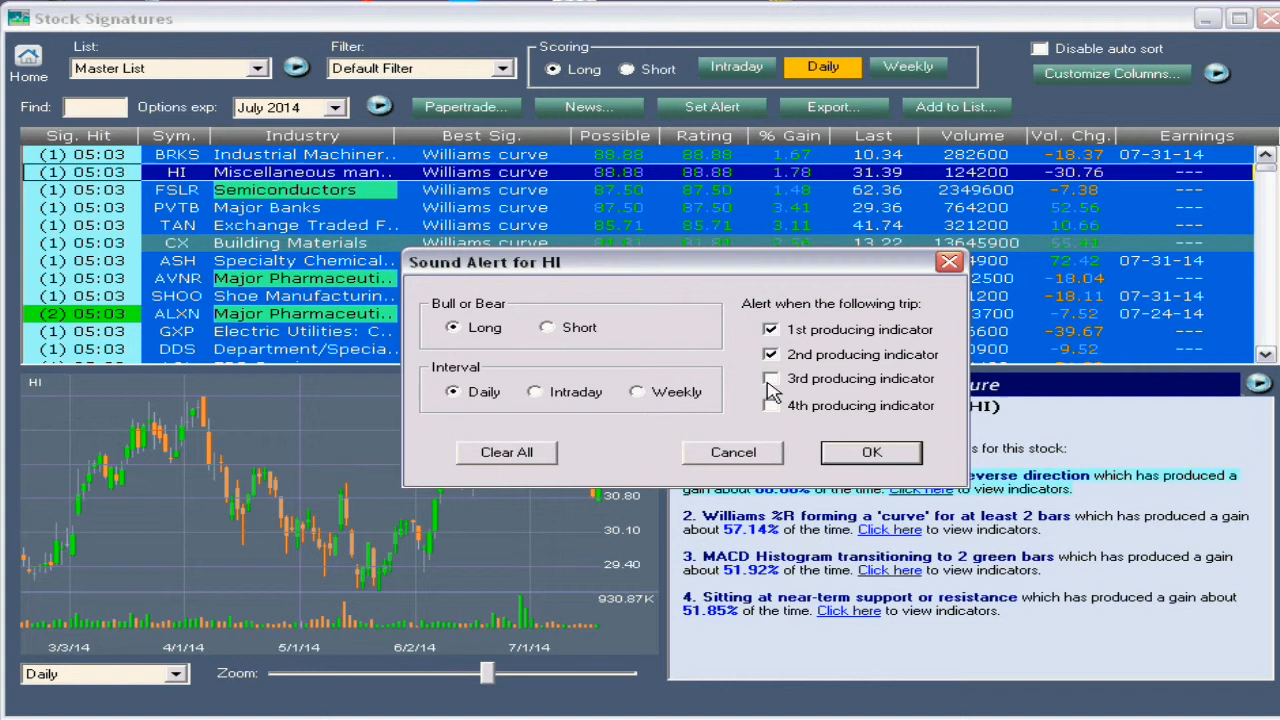 Stock Signatures
List:
Filter:
Scoring
Disable auto sort
Home
Master List
Default Filter
Long
Short
Intraday
Daily
Weekly
Customize Columns...
Find:
Options exp:
July 2014
Papertrade...
News...
Set Alert
Export...
Add to List...
Sig. Hit Sym. Industry Best Sig. Possible Rating % Gain Last Volume Vol. Chg. Earnings
(1) 05:03 BRKS Industrial Machiner.. Williams curve 88.88 88.88 1.67 10.34 282600 -18.37 07-31-14
(1) 05:03 HI Miscellaneous man.. Williams curve 88.88 88.88 1.78 31.39 124200 -30.76 ---
(1) 05:03 FSLR Semiconductors Williams curve 87.50 87.50 1.48 62.36 2349600 -7.38 ---
(1) 05:03 PVTB Major Banks Williams curve 87.50 87.50 3.41 29.36 764200 52.56 ---
(1) 05:03 TAN Exchange Traded F.. Williams curve 85.71 85.71 3.11 41.74 321200 10.66 ---
(1) 05:03 CX Building Materials Williams curve 13.22 13645900 ---
(1) 05:03 ASH Specialty Chemical.. 72.42 07-31-14
(1) 05:03 AVNR Major Pharmaceuti.. -18.04 ---
(1) 05:03 SHOO Shoe Manufacturin.. -18.11 07-31-14
(2) 05:03 ALXN Major Pharmaceuti.. 3700 -7.52 07-24-14
(1) 05:03 GXP Electric Utilities: C.. -39.67 ---
(1) 05:03 DDS Department/Specia.. -9.52 ---
Sound Alert for HI
Bull or Bear
Long
Short
Interval
Daily
Intraday
Weekly
Alert when the following trip:
1st producing indicator
2nd producing indicator
3rd producing indicator
4th producing indicator
Clear All
Cancel
OK
HI
30.80
30.10
29.40
930.87K
3/3/14
4/1/14
5/1/14
6/2/14
7/1/14
Daily
Zoom:
ure
HI)
s for this stock:
everse direction which has produced a
gain about of the time. Click here to view indicators.
2. Williams %R forming a 'curve' for at least 2 bars which has produced a gain
about 57.14% of the time. Click here to view indicators.
3. MACD Histogram transitioning to 2 green bars which has produced a gain
about 51.92% of the time. Click here to view indicators.
4. Sitting at near-term support or resistance which has produced a gain about
51.85% of the time. Click here to view indicators.